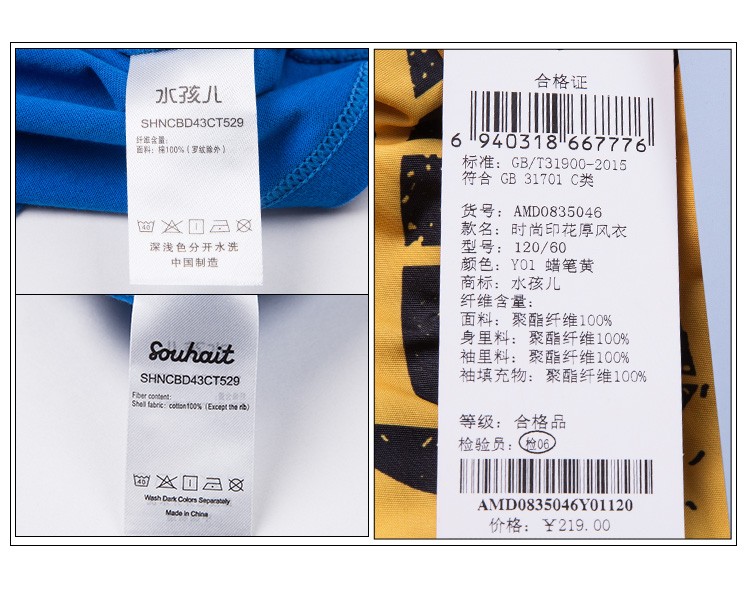 水孩儿
SHNCBD43CT529
纤维含量:
面料: 棉100% (罗纹除外)
40
深浅色分开水洗
中国制造
Souhait
SHNCBD43CT529
Fiber content:
Shell fabric: cotton100% (Except the rib)
40
Wash Dark Colors Separately
Made in China
合格证
6 940318 667776
标准: GB/T31900-2015
符合 GB 31701 C类
货号: AMD0835046
款名: 时尚印花厚风衣
型号: 120/60
颜色: Y01 蜡笔黄
商标: 水孩儿
纤维含量:
面料: 聚酯纤维100%
身里料: 聚酯纤维100%
袖里料: 聚酯纤维100%
袖填充物: 聚酯纤维100%
等级: 合格品
检验员: 检06
AMD0835046Y01120
价格: ¥219.00